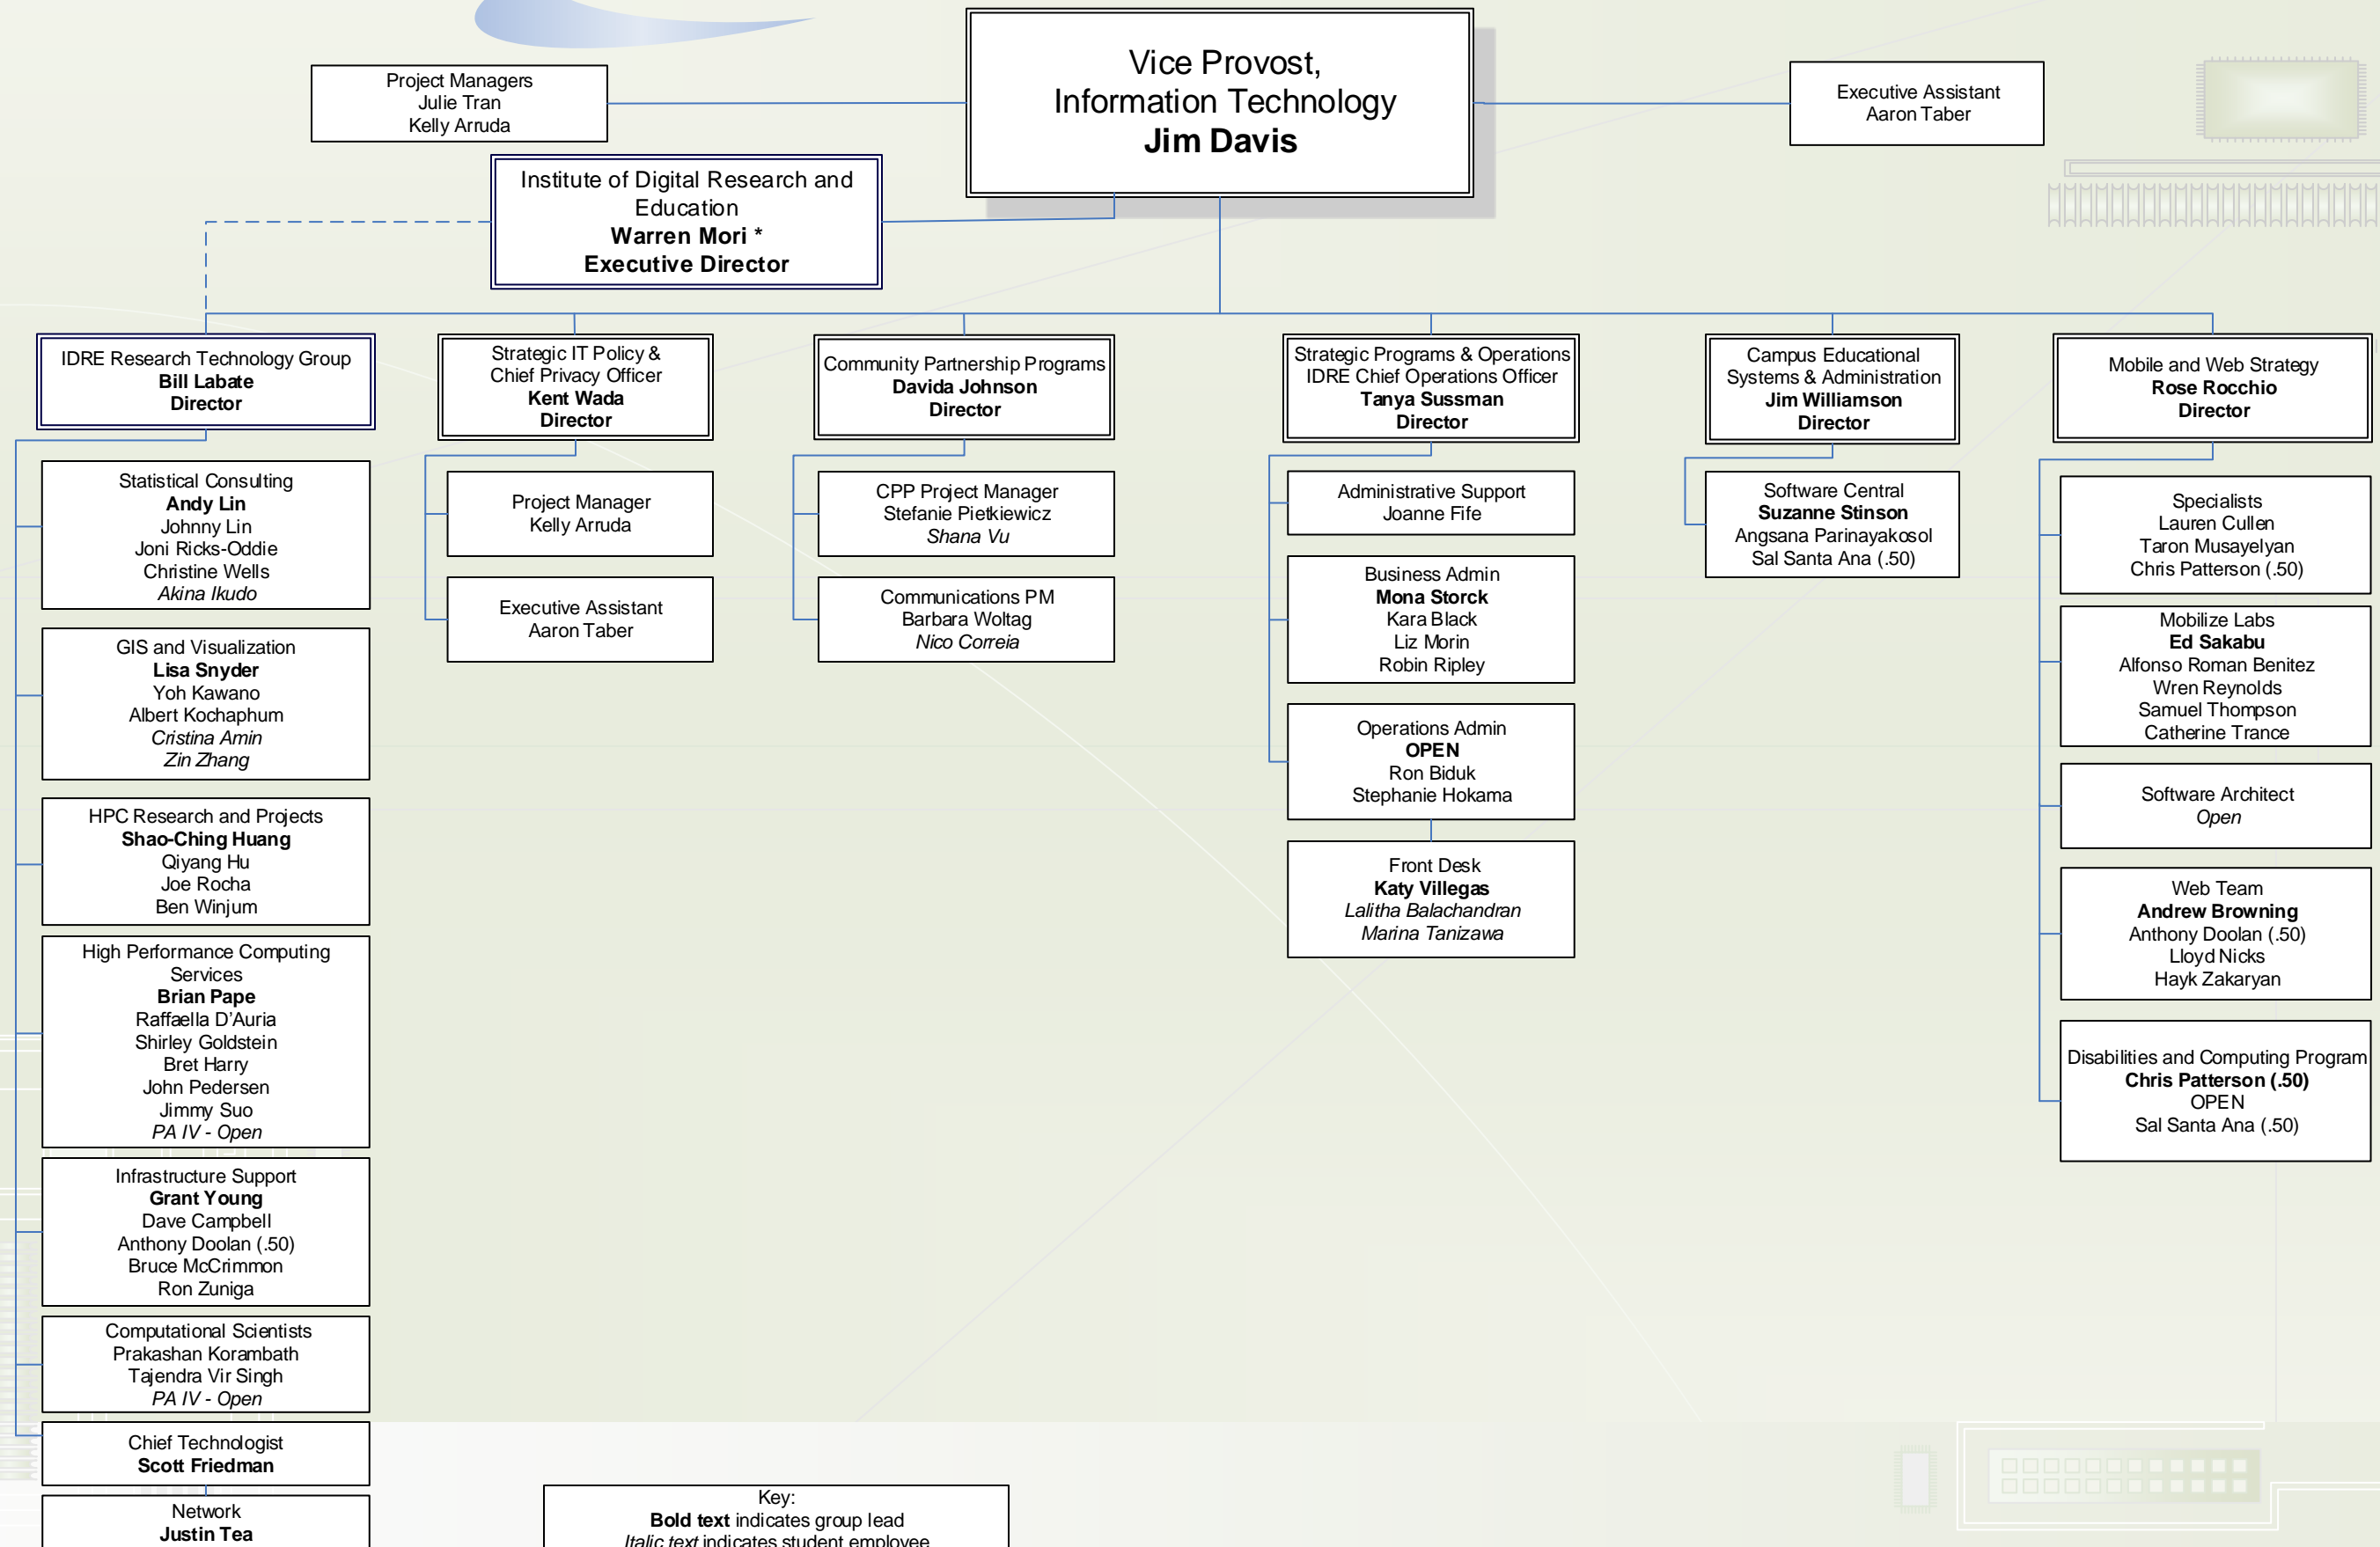 Vice Provost,
Information Technology
Jim Davis
Project Managers
Julie Tran
Kelly Arruda
Executive Assistant
Aaron Taber
Institute of Digital Research and
Education
Warren Mori *
Executive Director
IDRE Research Technology Group
Bill Labate
Director
Strategic IT Policy &
Chief Privacy Officer
Kent Wada
Director
Community Partnership Programs
Davida Johnson
Director
Strategic Programs & Operations
IDRE Chief Operations Officer
Tanya Sussman
Director
Campus Educational
Systems & Administration
Jim Williamson
Director
Mobile and Web Strategy
Rose Rocchio
Director
Statistical Consulting
Andy Lin
Johnny Lin
Joni Ricks-Oddie
Christine Wells
Akina Ikudo
GIS and Visualization
Lisa Snyder
Yoh Kawano
Albert Kochaphum
Cristina Amin
Zin Zhang
HPC Research and Projects
Shao-Ching Huang
Qiyang Hu
Joe Rocha
Ben Winjum
High Performance Computing
Services
Brian Pape
Raffaella D'Auria
Shirley Goldstein
Bret Harry
John Pedersen
Jimmy Suo
PA IV - Open
Infrastructure Support
Grant Young
Dave Campbell
Anthony Doolan (.50)
Bruce McCrimmon
Ron Zuniga
Computational Scientists
Prakashan Korambath
Tajendra Vir Singh
PA IV - Open
Chief Technologist
Scott Friedman
Network
Justin Tea
Project Manager
Kelly Arruda
Executive Assistant
Aaron Taber
CPP Project Manager
Stefanie Pietkiewicz
Shana Vu
Communications PM
Barbara Woltag
Nico Correia
Administrative Support
Joanne Fife
Business Admin
Mona Storck
Kara Black
Liz Morin
Robin Ripley
Operations Admin
OPEN
Ron Biduk
Stephanie Hokama
Front Desk
Katy Villegas
Lalitha Balachandran
Marina Tanizawa
Software Central
Suzanne Stinson
Angsana Parinayakosol
Sal Santa Ana (.50)
Specialists
Lauren Cullen
Taron Musayelyan
Chris Patterson (.50)
Mobilize Labs
Ed Sakabu
Alfonso Roman Benitez
Wren Reynolds
Samuel Thompson
Catherine Trance
Software Architect
Open
Web Team
Andrew Browning
Anthony Doolan (.50)
Lloyd Nicks
Hayk Zakaryan
Disabilities and Computing Program
Chris Patterson (.50)
OPEN
Sal Santa Ana (.50)
Key:
Bold text indicates group lead
Italic text indicates student employee